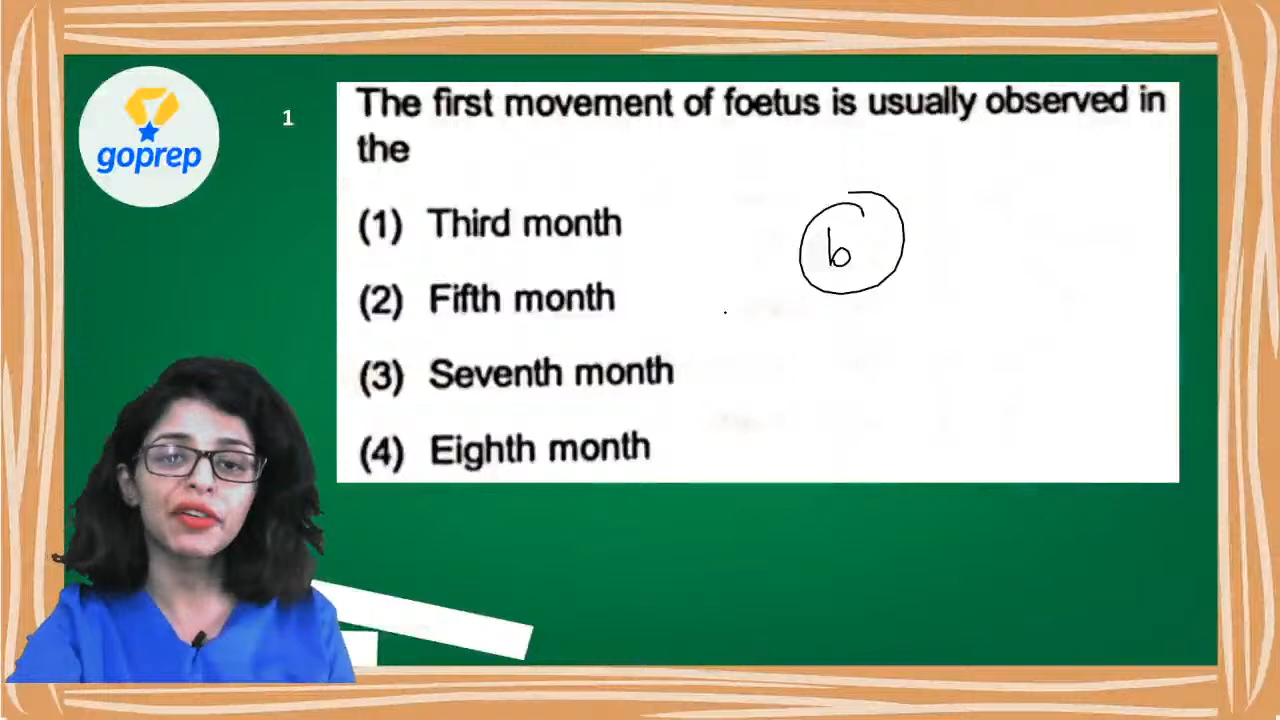 goprep
1
The first movement of foetus is usually observed in
the
(1) Third month
(2) Fifth month
(3) Seventh month
(4) Eighth month
b